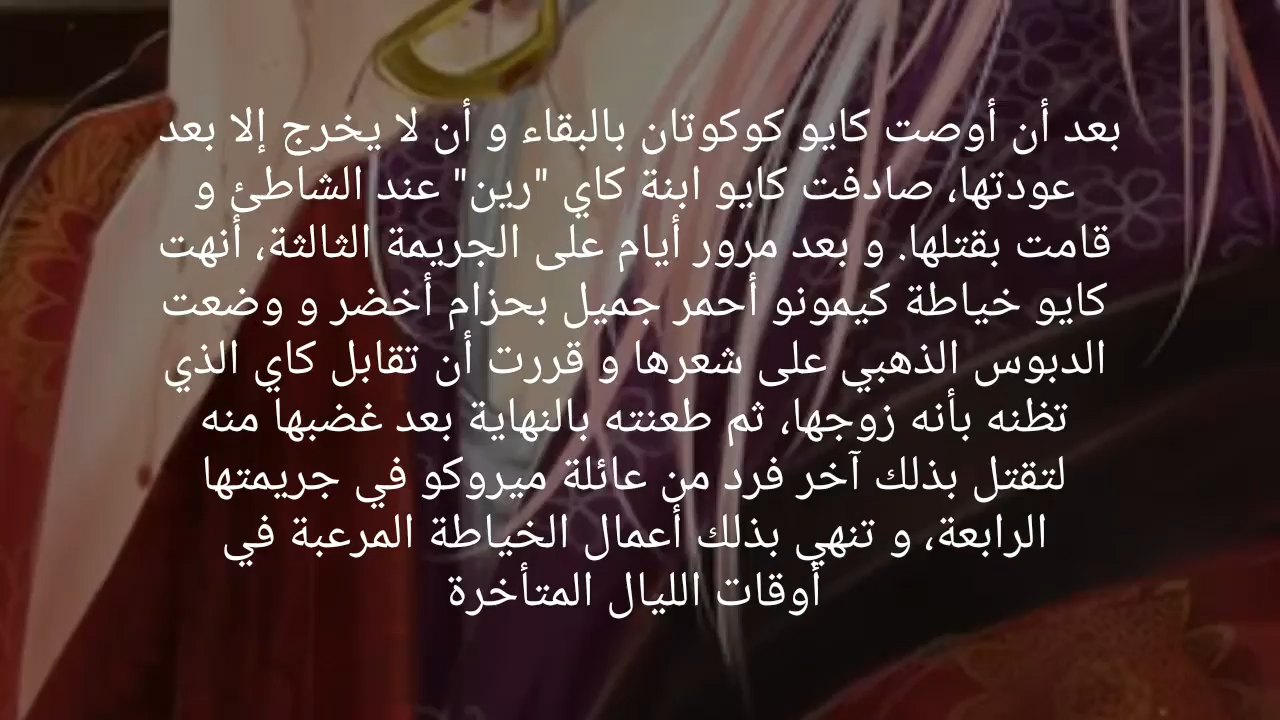 بعد أن أوصت كايو كوكوتان بالبقاء و أن لا يخرج إلا بعد
عودتها، صادفت كايو ابنة كاي "رين" عند الشاطئ و
قامت بقتلها. و بعد مرور أيام على الجريمة الثالثة، أنهت
كايو خياطة كيمونو أحمر جميل بحزام أخضر و وضعت
الدبوس الذهبي على شعرها و قررت أن تقابل كاي الذي
تظنه بأنه زوجها، ثم طعنته بالنهاية بعد غضبها منه
لتقتل بذلك آخر فرد من عائلة ميروكو في جريمتها
الرابعة، و تنهي بذلك أعمال الخياطة المرعبة في
أوقات الليال المتأخرة